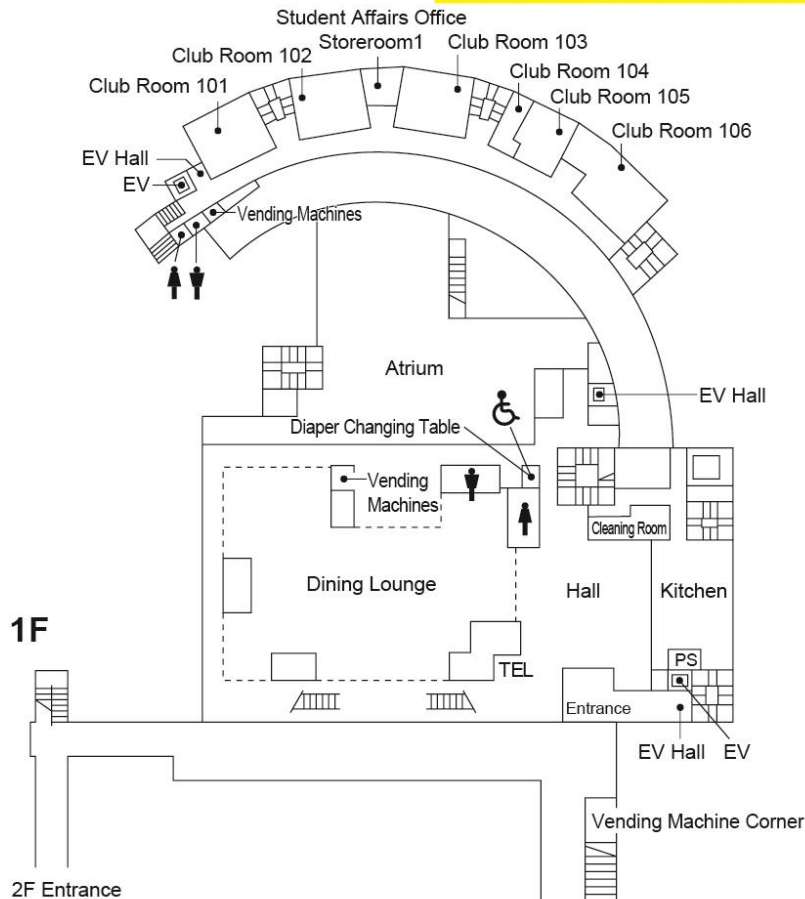 Student Affairs Office
Storeroom1
Club Room 103
Club Room 102
Club Room 104
Club Room 101
Club Room 105
Club Room 106
EV Hall
EV
Vending Machines
Atrium
EV Hall
Diaper Changing Table
Vending
Machines
Cleaning Room
Dining Lounge
Hall
Kitchen
1F
PS
TEL
Entrance
EV Hall
EV
Vending Machine Corner
2F Entrance